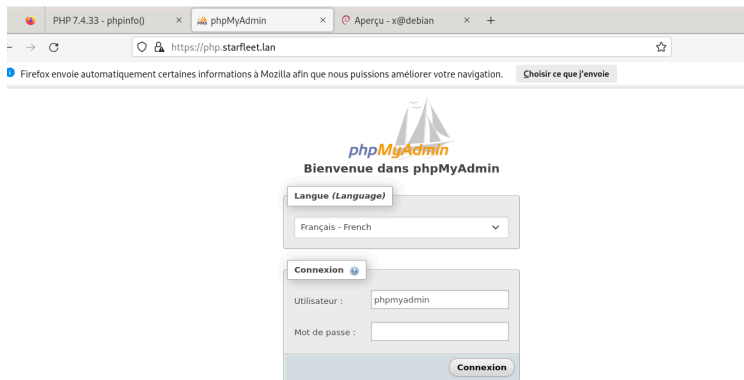 PHP 7.4.33 - phpinfo()
phpMyAdmin
Aperçu - x@debian
https://php.starfleet.lan
Firefox envoie automatiquement certaines informations à Mozilla afin que nous puissions améliorer votre navigation. Choisir ce que j'envoie
phpMyAdmin
Bienvenue dans phpMyAdmin
Langue (Language)
Français - French
Connexion
Utilisateur : phpmyadmin
Mot de passe :
Connexion